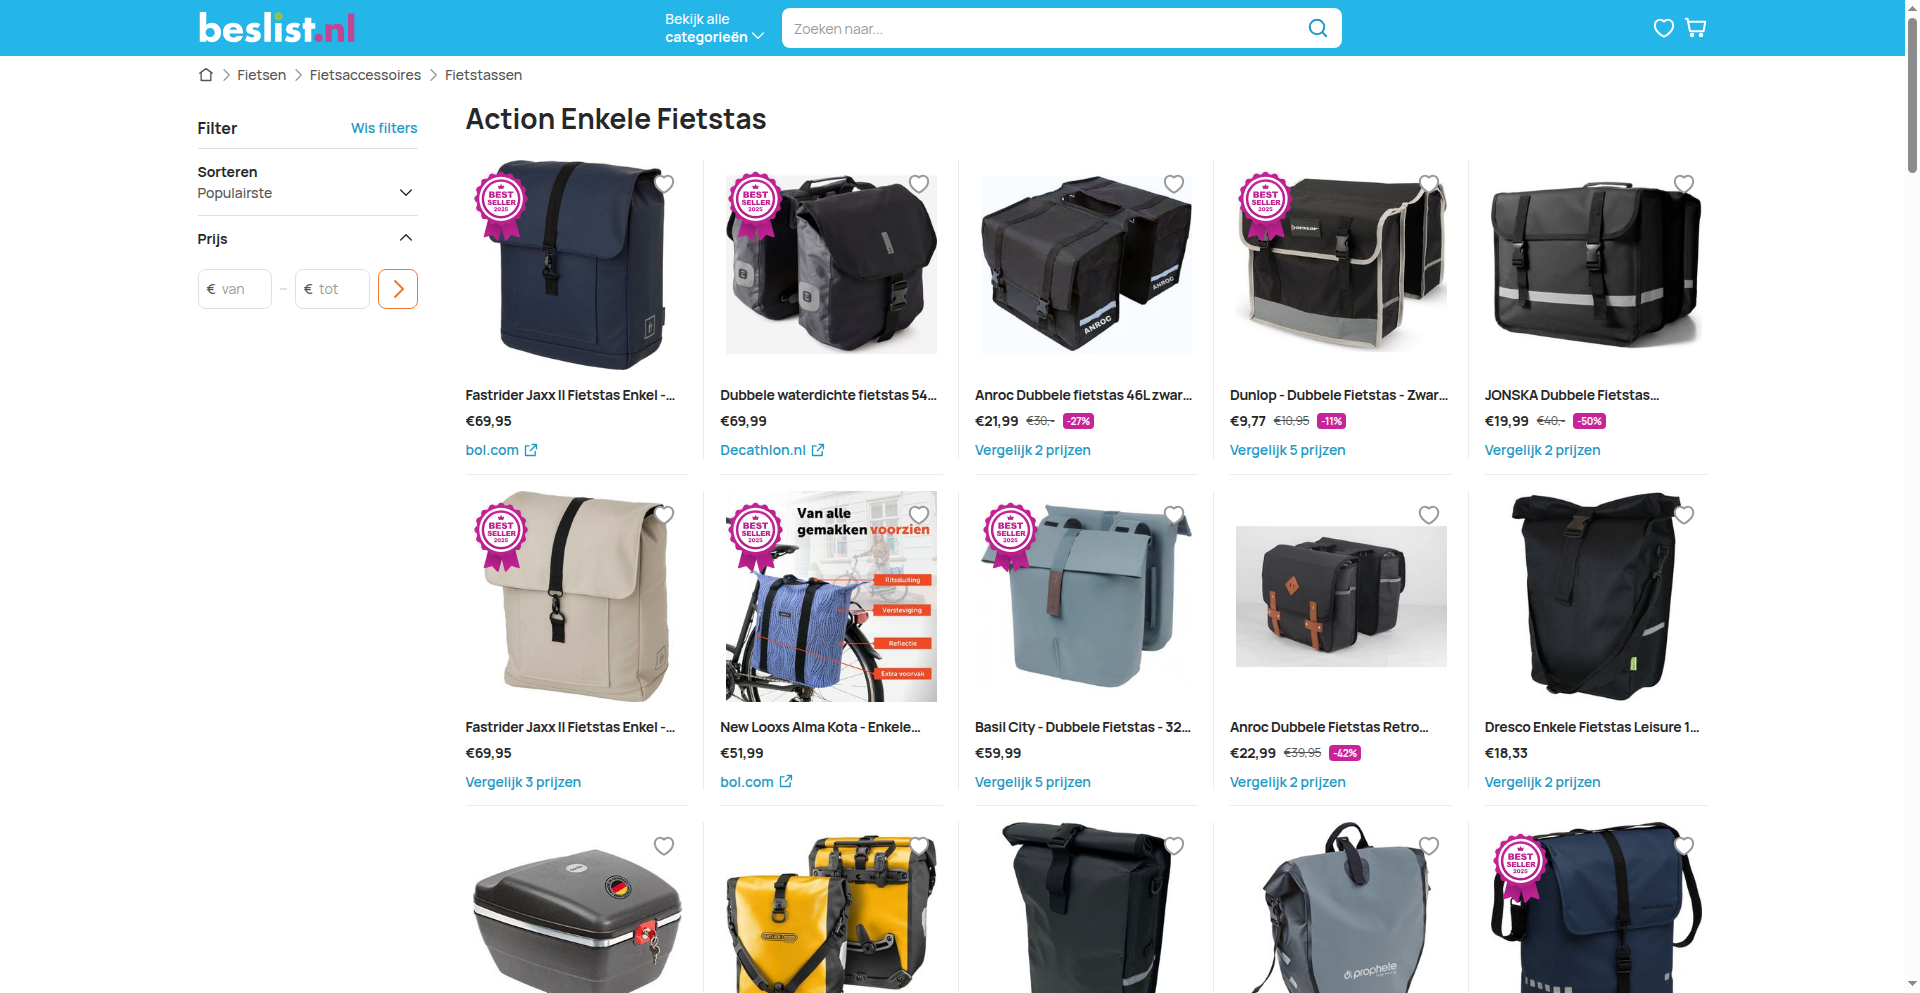 beslist.nl
Bekijk alle
categorieën
Zoeken naar...
Fietsen
Fietsaccessoires
Fietstassen
Filter
Wis filters
Sorteren
Populairste
Prijs
€ van
–
€ tot
Action Enkele Fietstas
BEST
SELLER
2025
Fastrider Jaxx II Fietstas Enkel -...
€69,95
bol.com
BEST
SELLER
2025
Dubbele waterdichte fietstas 54...
€69,99
Decathlon.nl
ANROC
ANROC
Anroc Dubbele fietstas 46L zwar...
€21,99 €30,- -27%
Vergelijk 2 prijzen
BEST
SELLER
2025
DUNLOP
Dunlop - Dubbele Fietstas - Zwar...
€9,77 €10,95 -11%
Vergelijk 5 prijzen
JONSKA Dubbele Fietstas...
€19,99 €40,- -50%
Vergelijk 2 prijzen
BEST
SELLER
2025
Fastrider Jaxx II Fietstas Enkel -...
€69,95
Vergelijk 3 prijzen
BEST
SELLER
2025
Van alle
gemakken voorzien
Ritssluiting
Versteviging
Reflectie
Extra voorvak
New Looxs Alma Kota - Enkele...
€51,99
bol.com
BEST
SELLER
2025
Basil City - Dubbele Fietstas - 32...
€59,99
Vergelijk 5 prijzen
Anroc Dubbele Fietstas Retro...
€22,99 €39,95 -42%
Vergelijk 2 prijzen
Dresco Enkele Fietstas Leisure 1...
€18,33
Vergelijk 2 prijzen
ORTLIEB
prophete
BEST
SELLER
2025